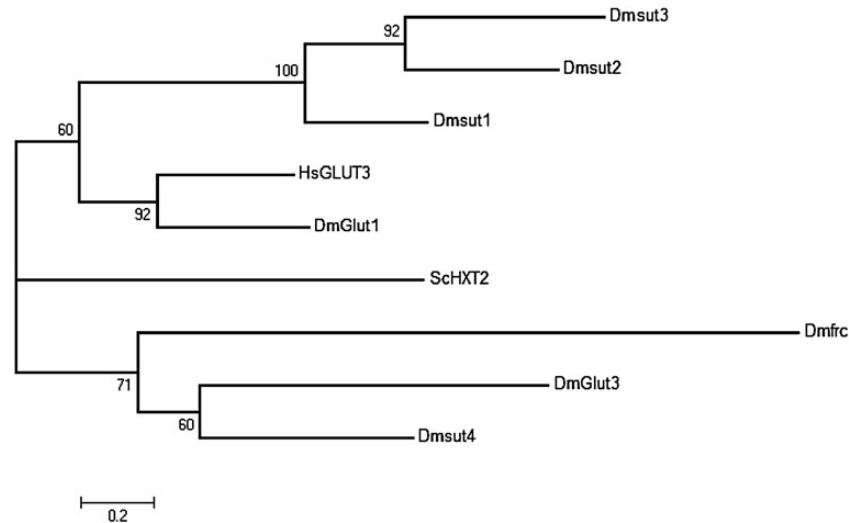 Dmsut3
92
Dmsut2
100
Dmsut1
60
HsGLUT3
92
DmGlut1
ScHXT2
Dmfrc
71
DmGlut3
60
Dmsut4
0.2